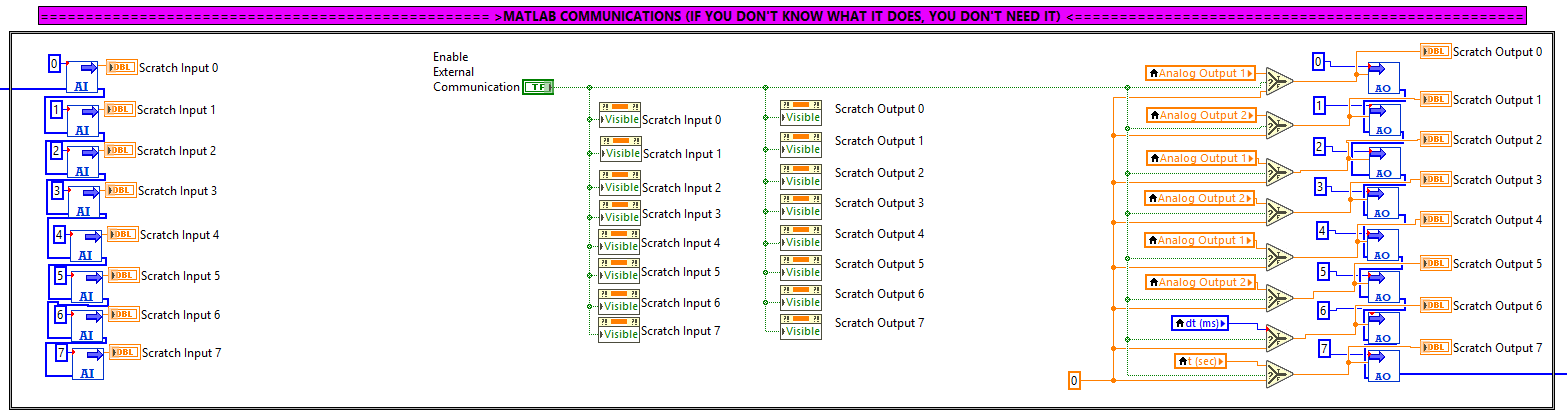 >MATLAB COMMUNICATIONS (IF YOU DON'T KNOW WHAT IT DOES, YOU DON'T NEED IT) <
0
AI
DBL
Scratch Input 0
1
AI
DBL
Scratch Input 1
2
AI
DBL
Scratch Input 2
3
AI
DBL
Scratch Input 3
4
AI
DBL
Scratch Input 4
5
AI
DBL
Scratch Input 5
6
AI
DBL
Scratch Input 6
7
AI
DBL
Scratch Input 7
Enable
External
Communication
TF
Visible
Scratch Input 0
Visible
Scratch Input 1
Visible
Scratch Input 2
Visible
Scratch Input 3
Visible
Scratch Input 4
Visible
Scratch Input 5
Visible
Scratch Input 6
Visible
Scratch Input 7
Visible
Scratch Output 0
Visible
Scratch Output 1
Visible
Scratch Output 2
Visible
Scratch Output 3
Visible
Scratch Output 4
Visible
Scratch Output 5
Visible
Scratch Output 6
Visible
Scratch Output 7
Analog Output 1
Analog Output 2
Analog Output 1
Analog Output 2
Analog Output 1
Analog Output 2
dt (ms)
t (sec)
0
0
AO
DBL
Scratch Output 0
1
AO
DBL
Scratch Output 1
2
AO
DBL
Scratch Output 2
3
AO
DBL
Scratch Output 3
4
AO
DBL
Scratch Output 4
5
AO
DBL
Scratch Output 5
6
AO
DBL
Scratch Output 6
7
AO
DBL
Scratch Output 7